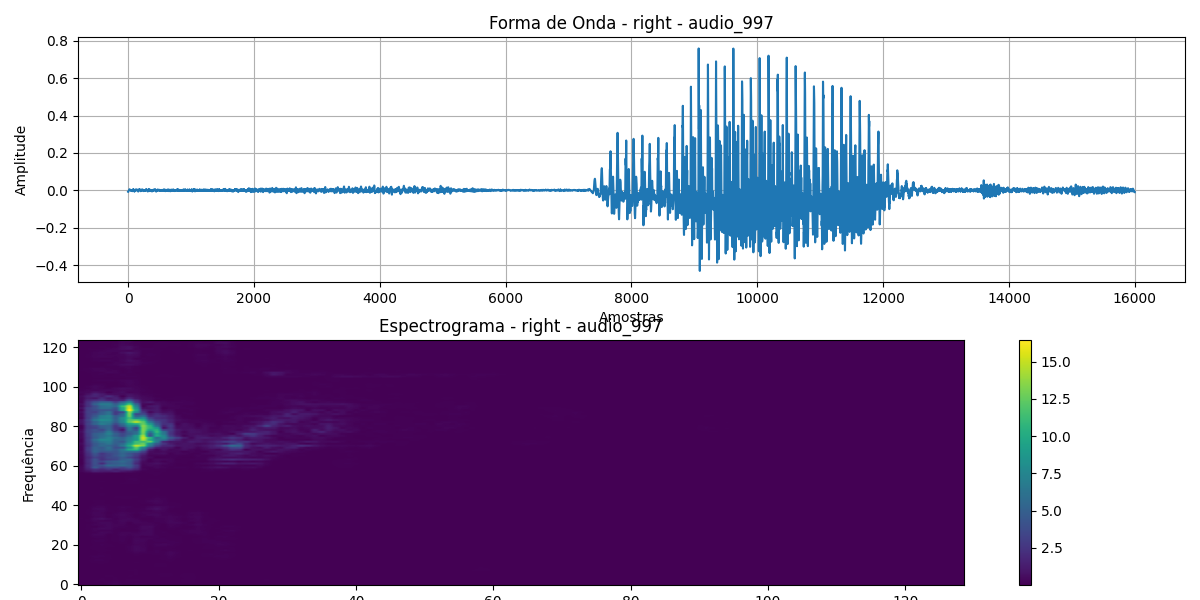 Forma de Onda - right - audio_997
0.8
0.6
0.4
0.2
0.0
−0.2
−0.4
Amplitude
0 2000 4000 6000 8000 10000 12000 14000 16000
Amostras
Espectrograma - right - audio_997
120
100
80
60
40
20
0
Frequência
0 20 40 60 80 100 120
15.0
12.5
10.0
7.5
5.0
2.5